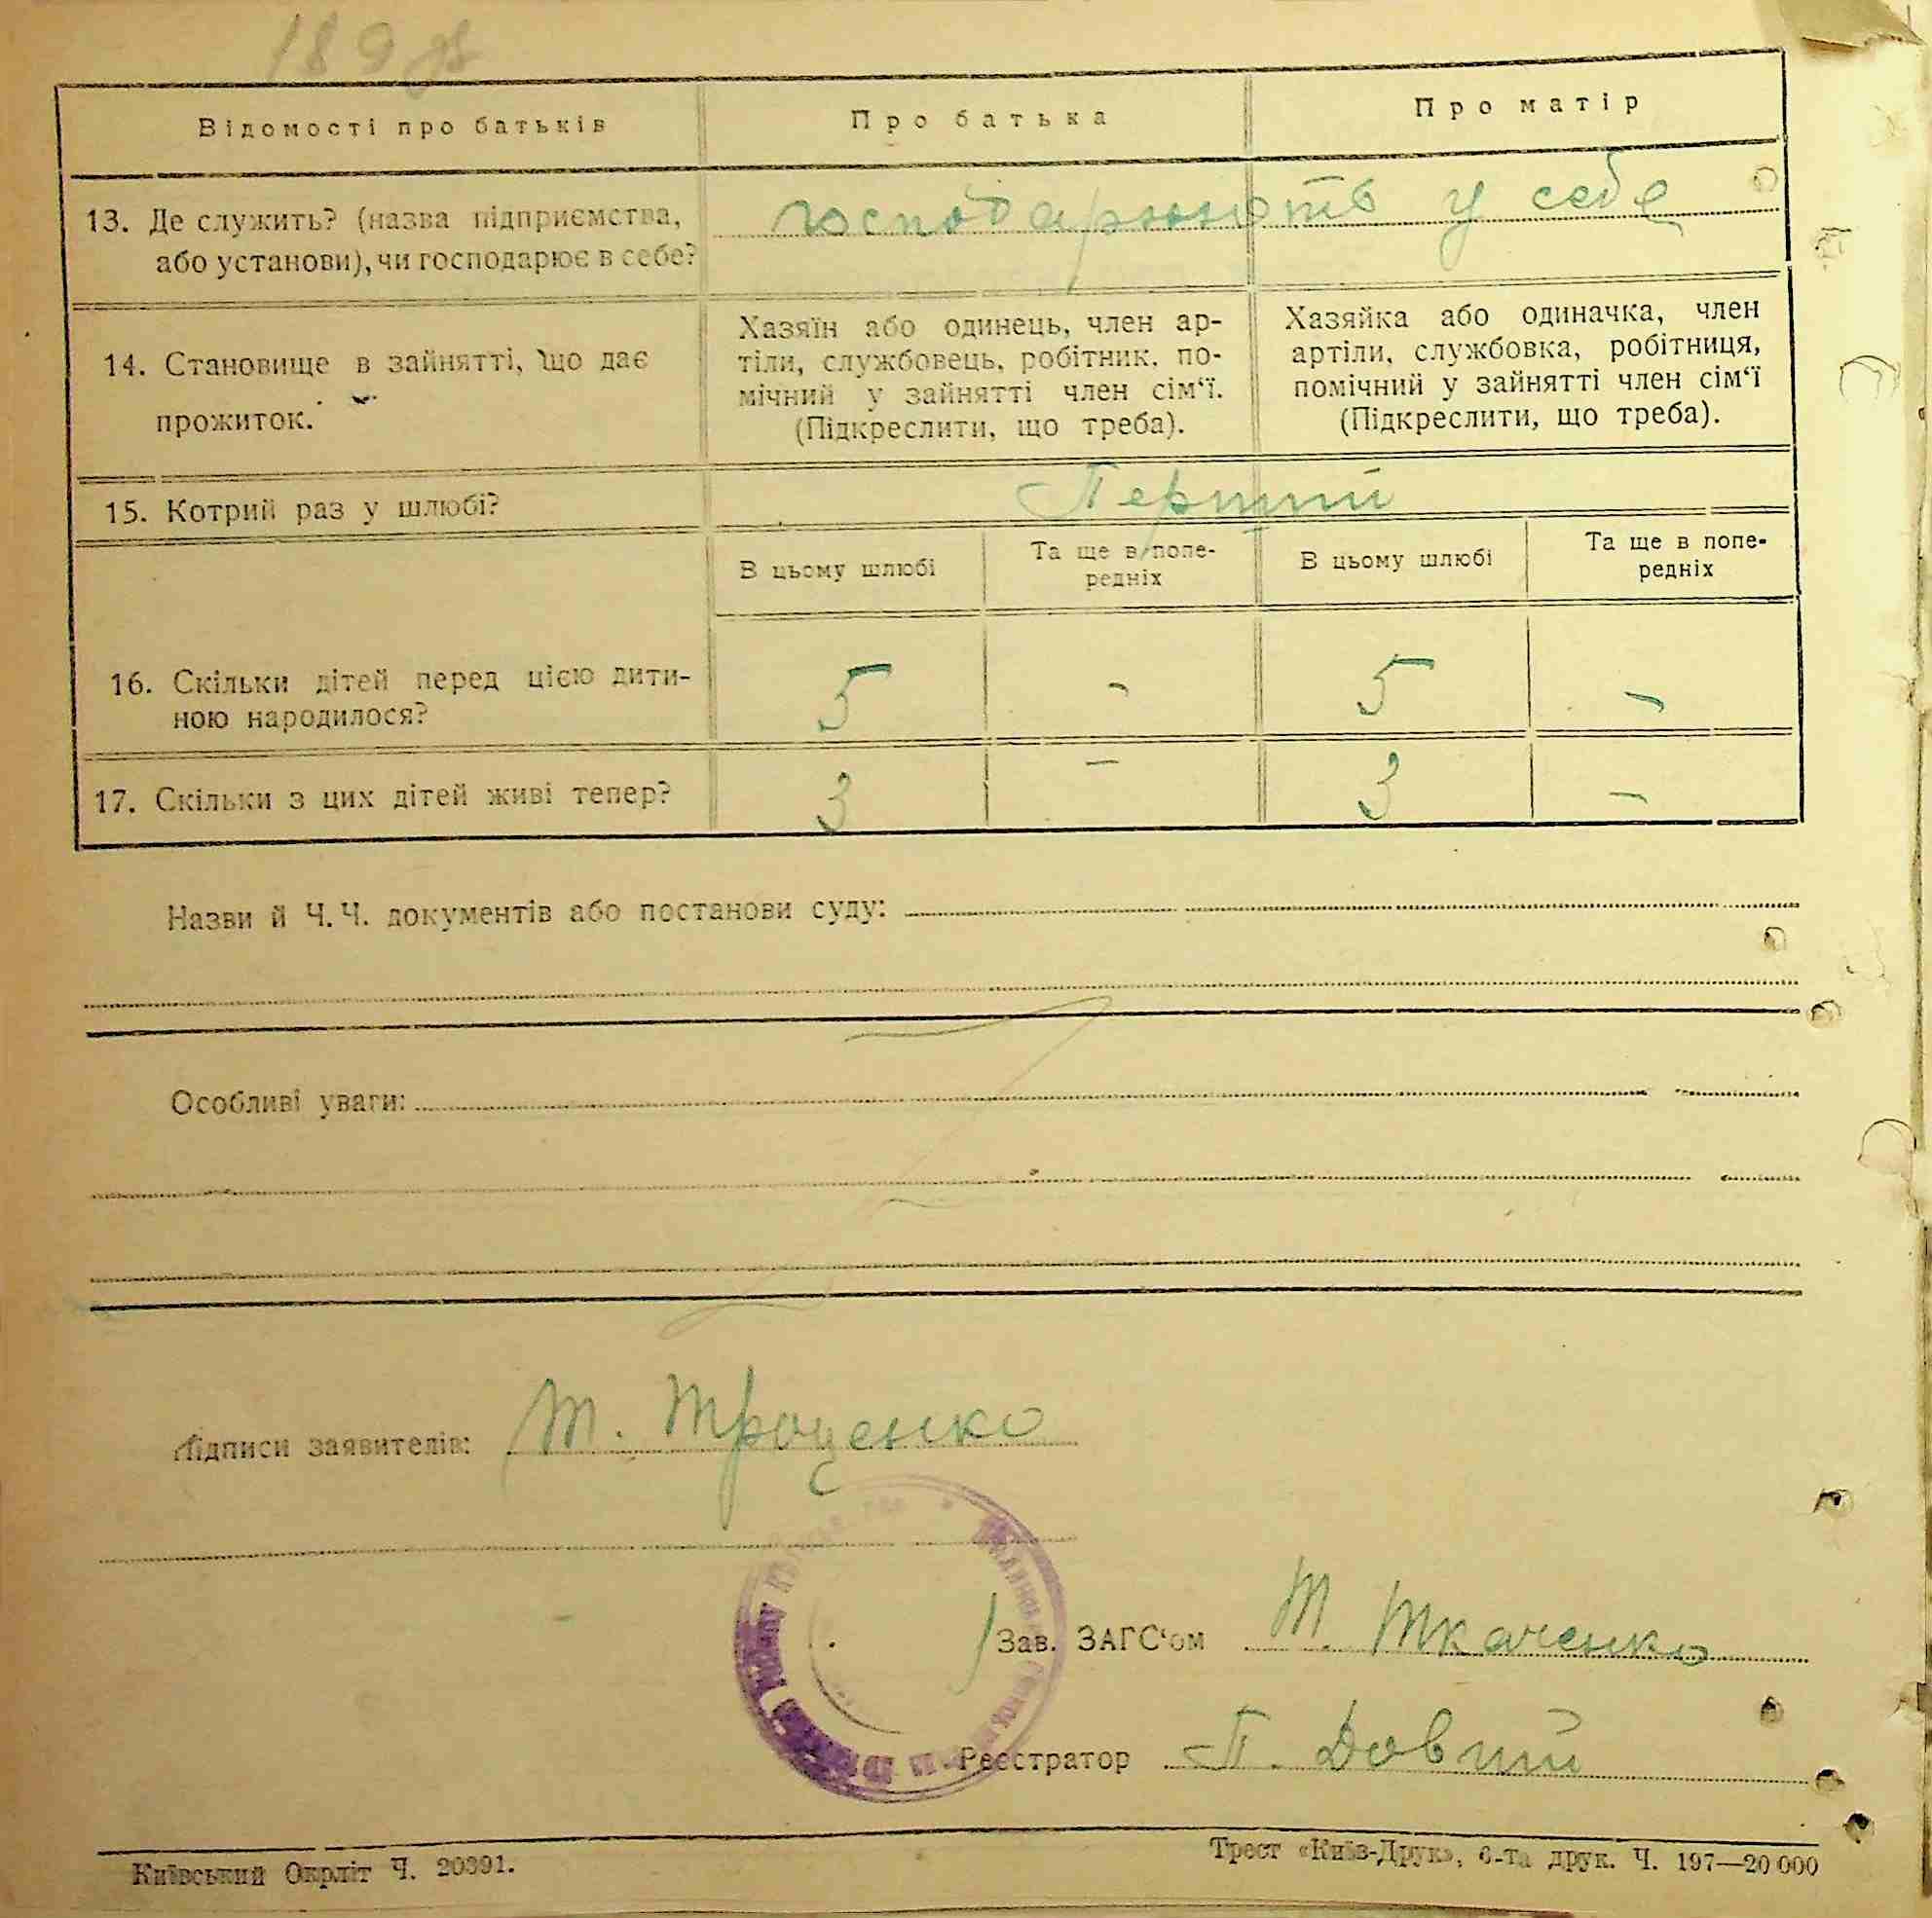 189
Відомості про батьків
Про батька
Про матір
13. Де служить? (назва підприємства,
або установи), чи господарює в себе?
господарюють у себе
14. Становище в зайнятті, що дає
прожиток.
Хазяїн або одинець, член ар-
тіли, службовець, робітник, по-
мічний у зайнятті член сім‘ї.
(Підкреслити, що треба).
Хазяйка або одиначка, член
артіли, службовка, робітниця,
помічний у зайнятті член сім‘ї
(Підкреслити, що треба).
15. Котрий раз у шлюбі?
Перший
В цьому шлюбі
Та ще в попе-
редніх
В цьому шлюбі
Та ще в попе-
редніх
16. Скільки дітей перед цією дити-
ною народилося?
5 - 5 -
17. Скільки з цих дітей живі тепер?
3 - 3 -
Назви й Ч. Ч. документів або постанови суду:
Особливі уваги:
Підписи заявителів: Т. Троценко
Зав. ЗАГС‘ом Т. Ткаченко
Реєстратор П. Довгий
Київський Окрліт Ч. 20391.
Трест «Київ-Друк», 6-та друк. Ч. 197—20 000